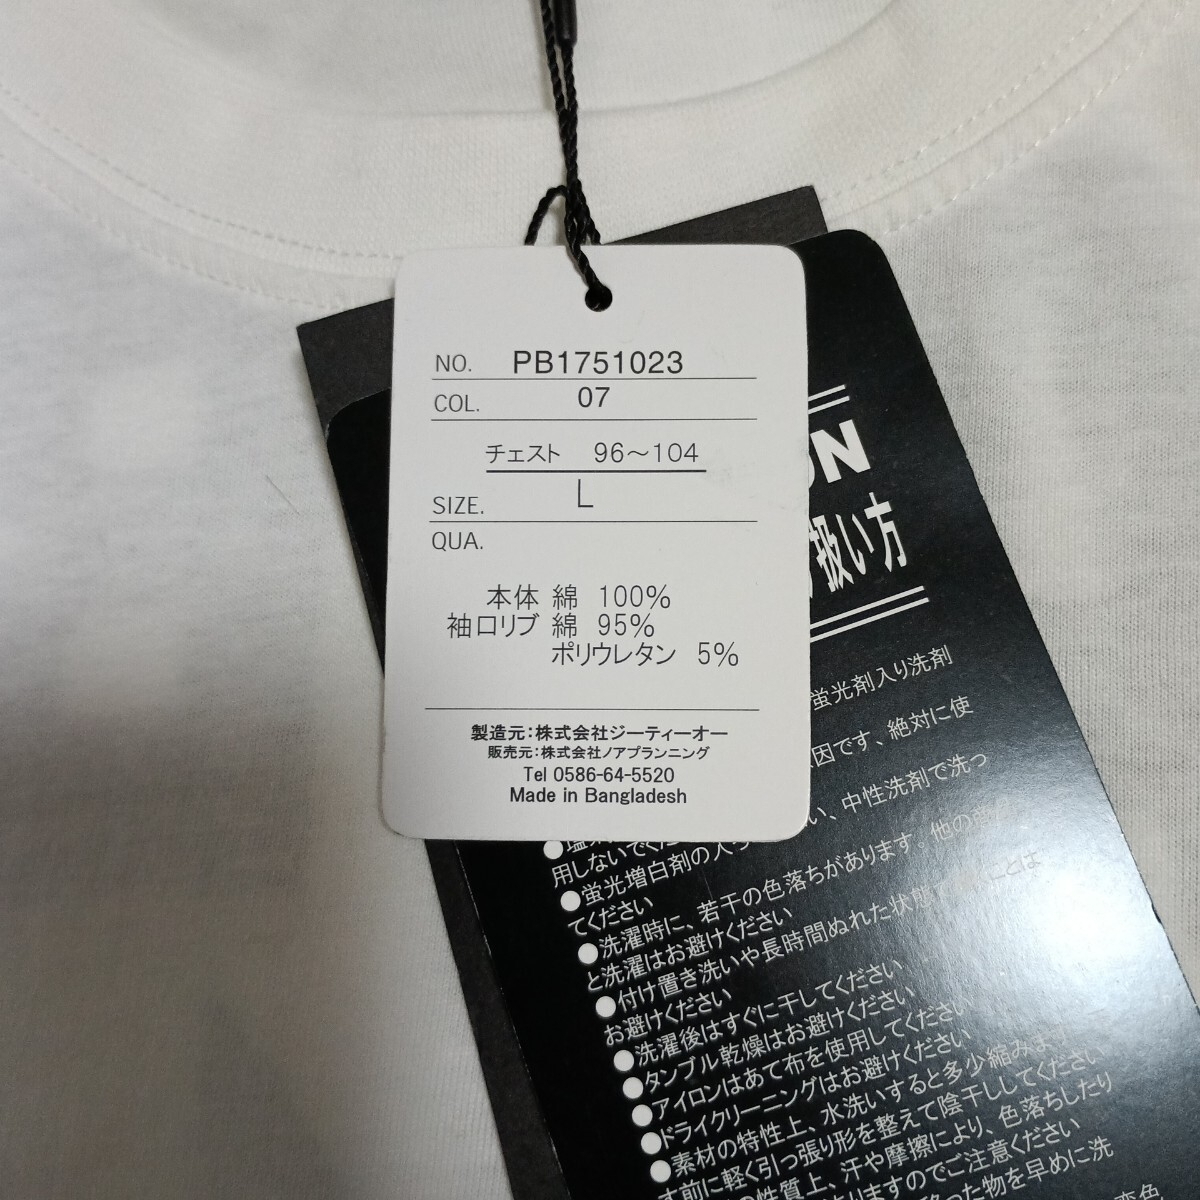 NO. PB1751023
COL. 07
チェスト 96～104
SIZE. L
QUA.
本体 綿 100%
袖口リブ 綿 95%
ポリウレタン 5%
製造元：株式会社ジーティーオー
販売元：株式会社ノアプランニング
Tel 0586-64-5520
Made in Bangladesh
ON
扱い方
蛍光剤入り洗剤
因です、絶対に使
用しないでくだ
●蛍光増白剤の入 い、中性洗剤で洗っ
てください
●洗濯時に、若干の色落ちがあります。他の
と洗濯はお避けください
●付け置き洗いや長時間ぬれた状態で ことは
お避けください
●洗濯後はすぐに干してください
●タンブル乾燥はお避けください
●アイロンはあて布を使用してください
●ドライクリーニングはお避けください
●素材の特性上、水洗いすると多少縮みま
す前に軽く引っ張り形を整えて陰干ししてください
の性質上、汗や摩擦により、色落ちしたり
りますのでご注意ください
た物を早めに洗
変色